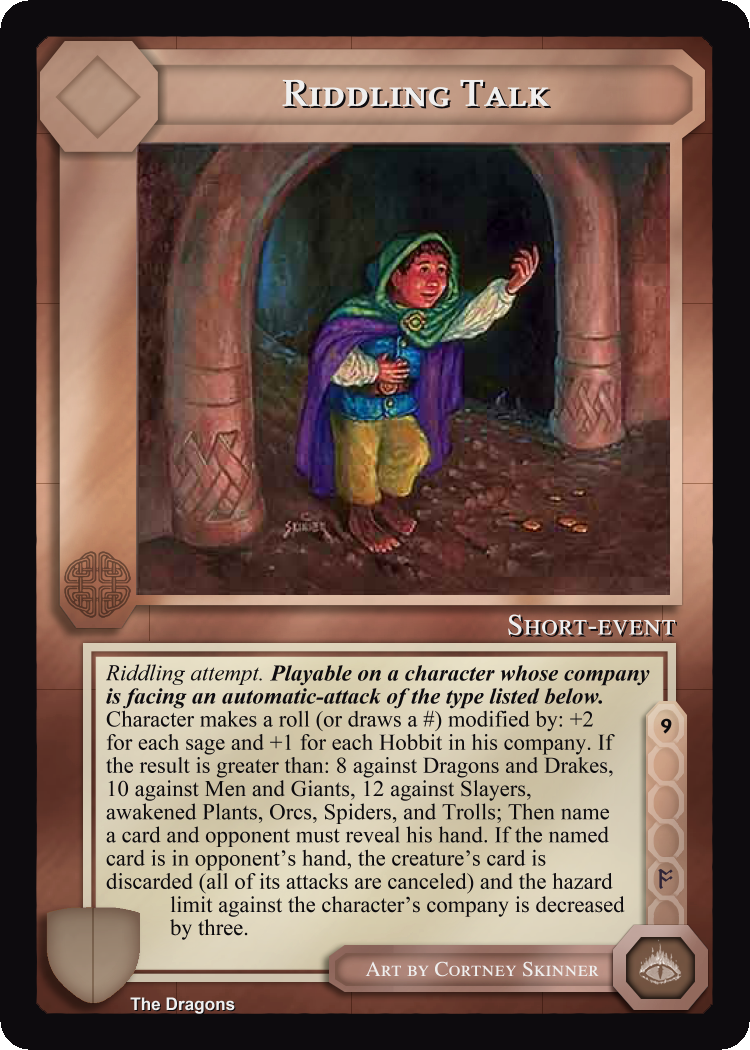 Riddling Talk
Skinner
Short-event
Riddling attempt. Playable on a character whose company
is facing an automatic-attack of the type listed below.
Character makes a roll (or draws a #) modified by: +2
for each sage and +1 for each Hobbit in his company. If
the result is greater than: 8 against Dragons and Drakes,
10 against Men and Giants, 12 against Slayers,
awakened Plants, Orcs, Spiders, and Trolls; Then name
a card and opponent must reveal his hand. If the named
card is in opponent's hand, the creature's card is
discarded (all of its attacks are canceled) and the hazard
limit against the character's company is decreased
by three.
9
Art by Cortney Skinner
The Dragons